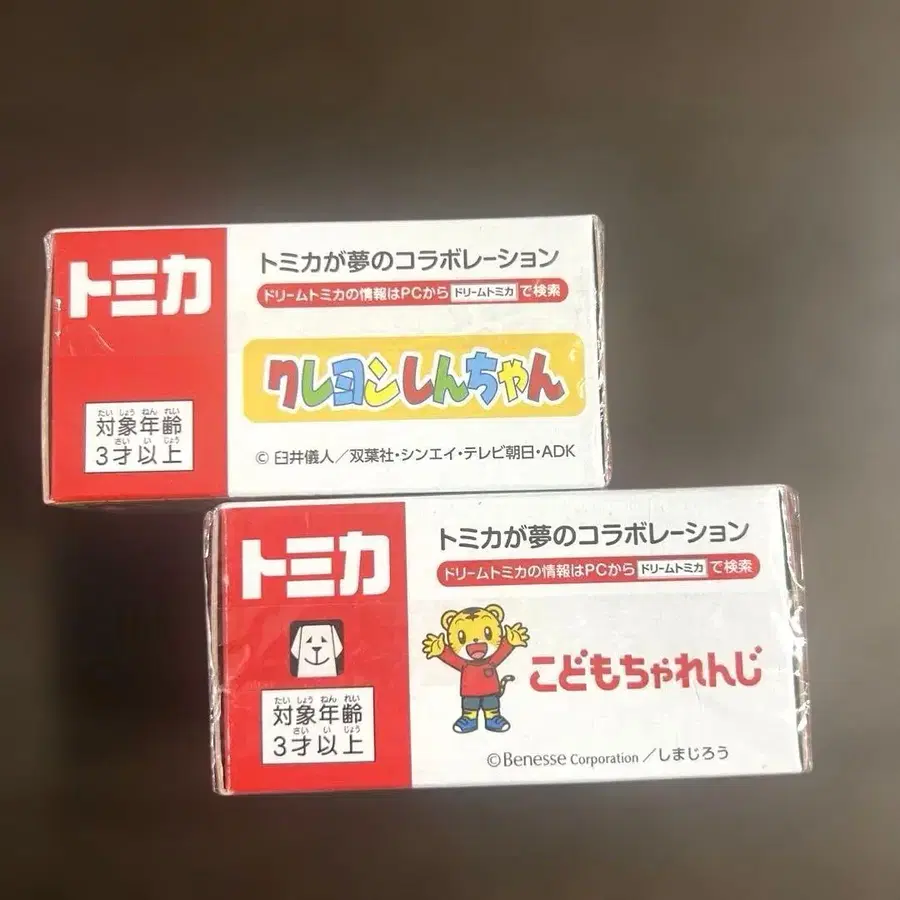 トミカ
トミカが夢のコラボレーション
ドリームトミカの情報はPCから ドリームトミカ で検索
クレヨンしんちゃん
たい しょう ねん れい
対象年齢
さい い じょう
3才以上
© 臼井儀人／双葉社・シンエイ・テレビ朝日・ADK
トミカ
トミカが夢のコラボレーション
ドリームトミカの情報はPCから ドリームトミカ で検索
こどもちゃれんじ
たい しょう ねん れい
対象年齢
さい い じょう
3才以上
©Benesse Corporation／しまじろう